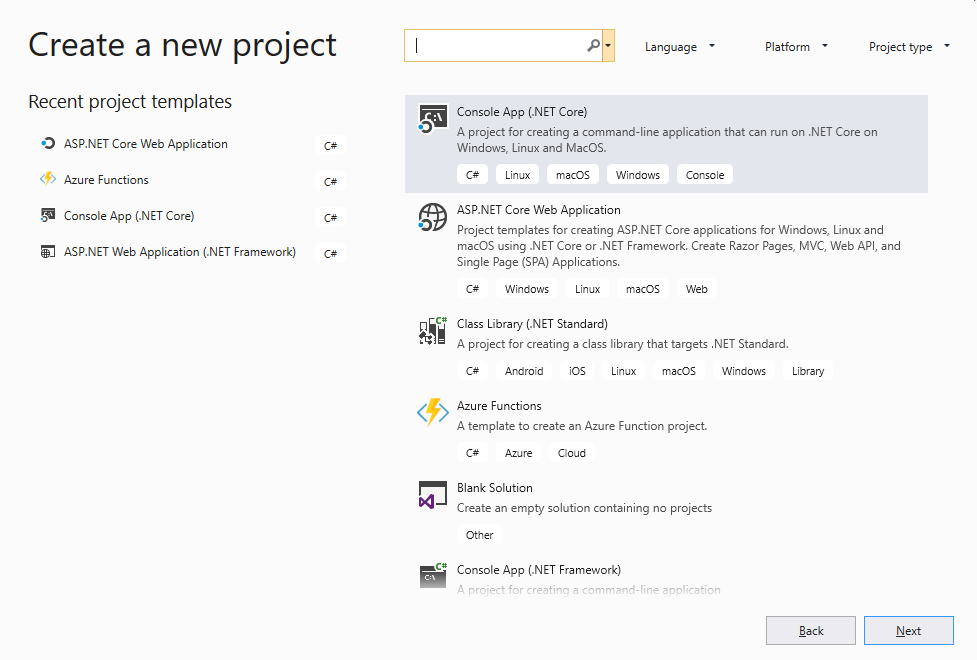 Create a new project
Language
Platform
Project type
Recent project templates
ASP.NET Core Web Application C#
Azure Functions C#
Console App (.NET Core) C#
ASP.NET Web Application (.NET Framework) C#
Console App (.NET Core)
A project for creating a command-line application that can run on .NET Core on
Windows, Linux and MacOS.
C# Linux macOS Windows Console
ASP.NET Core Web Application
Project templates for creating ASP.NET Core applications for Windows, Linux and
macOS using .NET Core or .NET Framework. Create Razor Pages, MVC, Web API, and
Single Page (SPA) Applications.
C# Windows Linux macOS Web
C#
Class Library (.NET Standard)
A project for creating a class library that targets .NET Standard.
C# Android iOS Linux macOS Windows Library
Azure Functions
A template to create an Azure Function project.
C# Azure Cloud
Blank Solution
Create an empty solution containing no projects
Other
C#
C:\
Console App (.NET Framework)
A project for creating a command-line application
Back Next